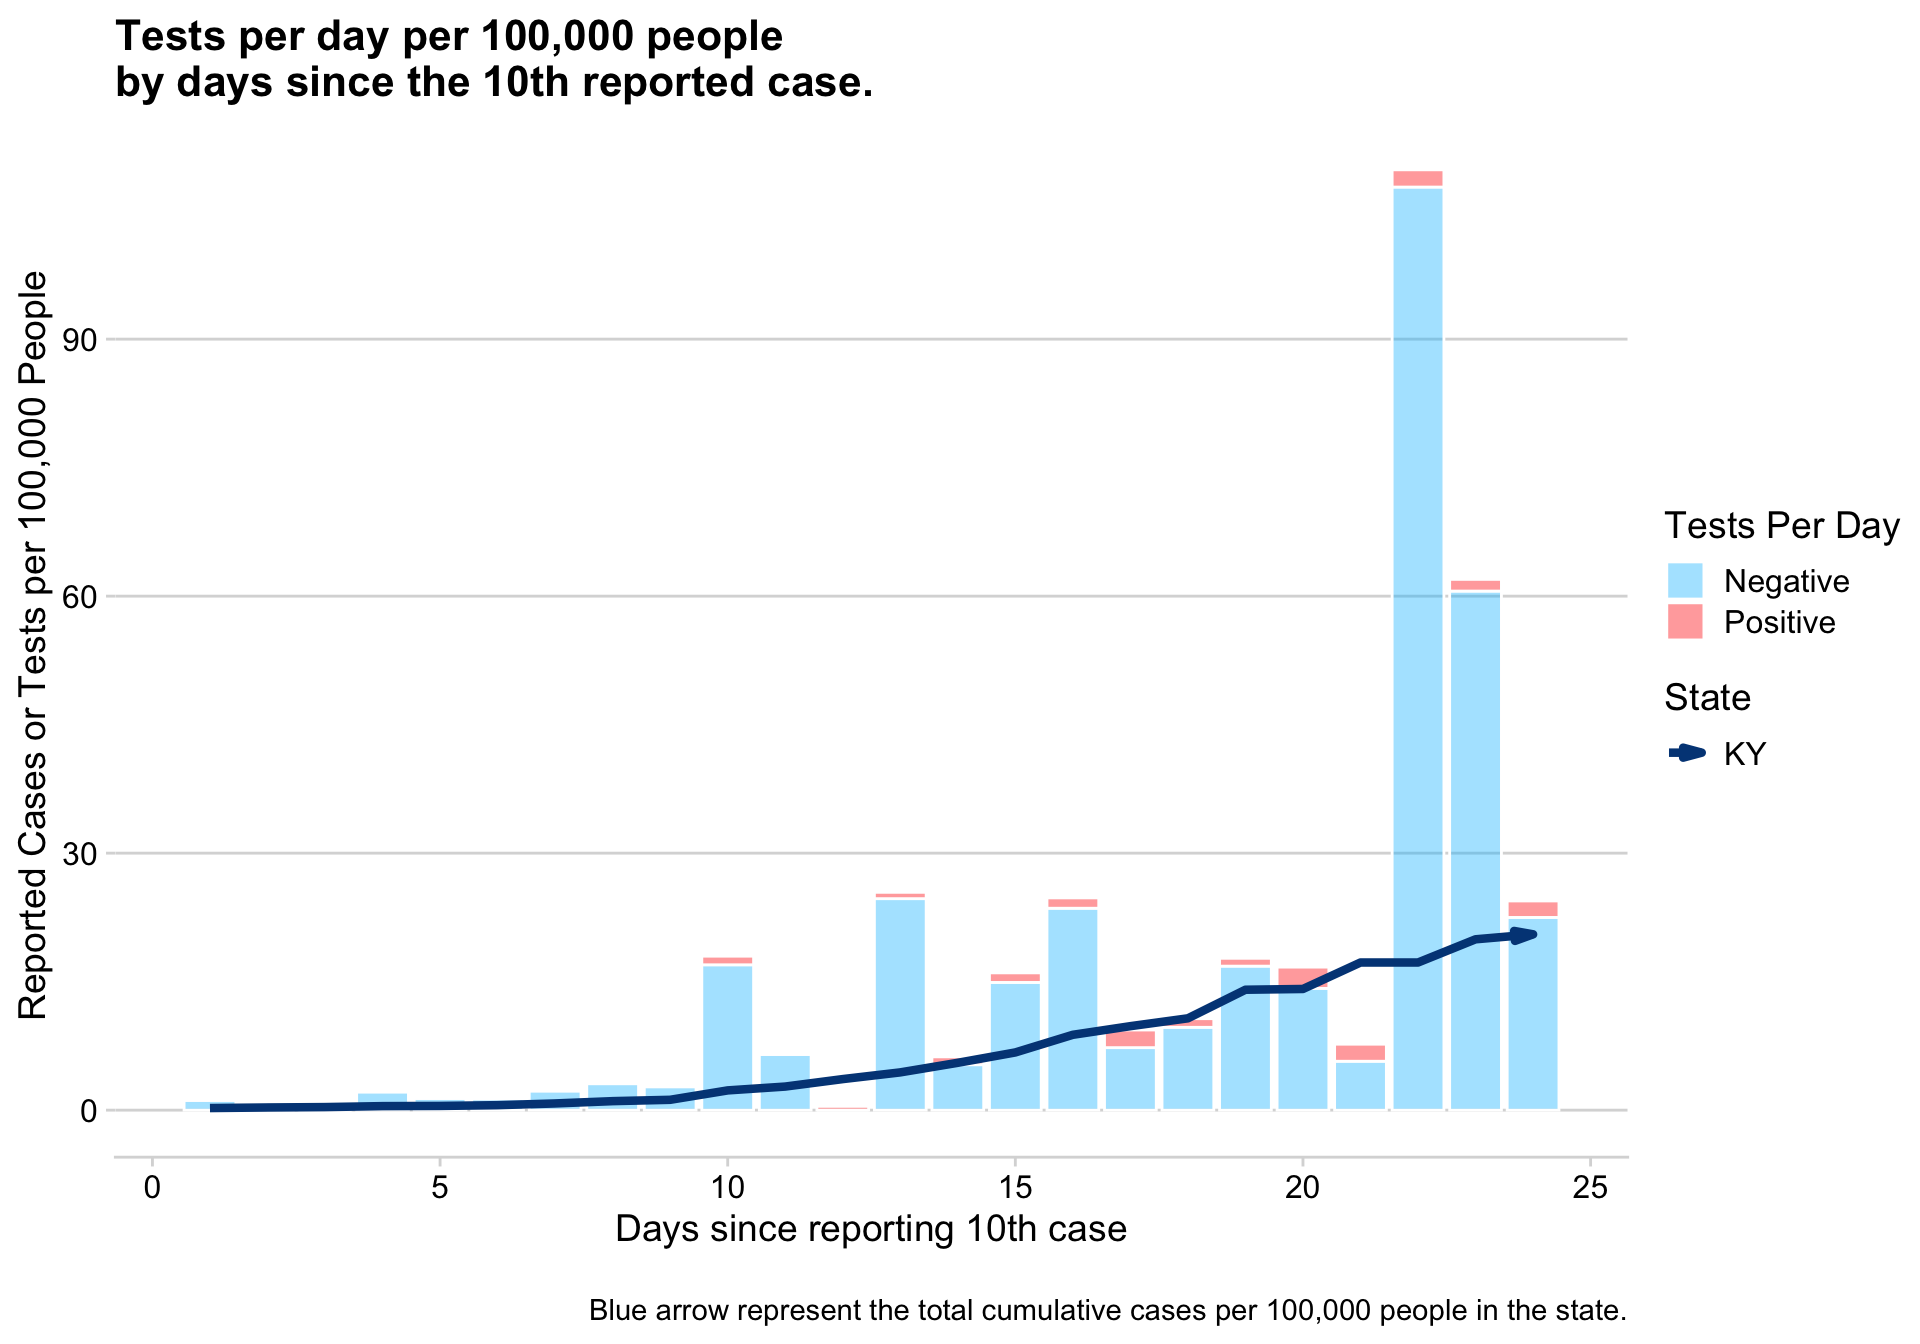 Tests per day per 100,000 people
by days since the 10th reported case.
Reported Cases or Tests per 100,000 People
90
60
30
0
0 5 10 15 20 25
Days since reporting 10th case
Tests Per Day
Negative
Positive
State
KY
Blue arrow represent the total cumulative cases per 100,000 people in the state.